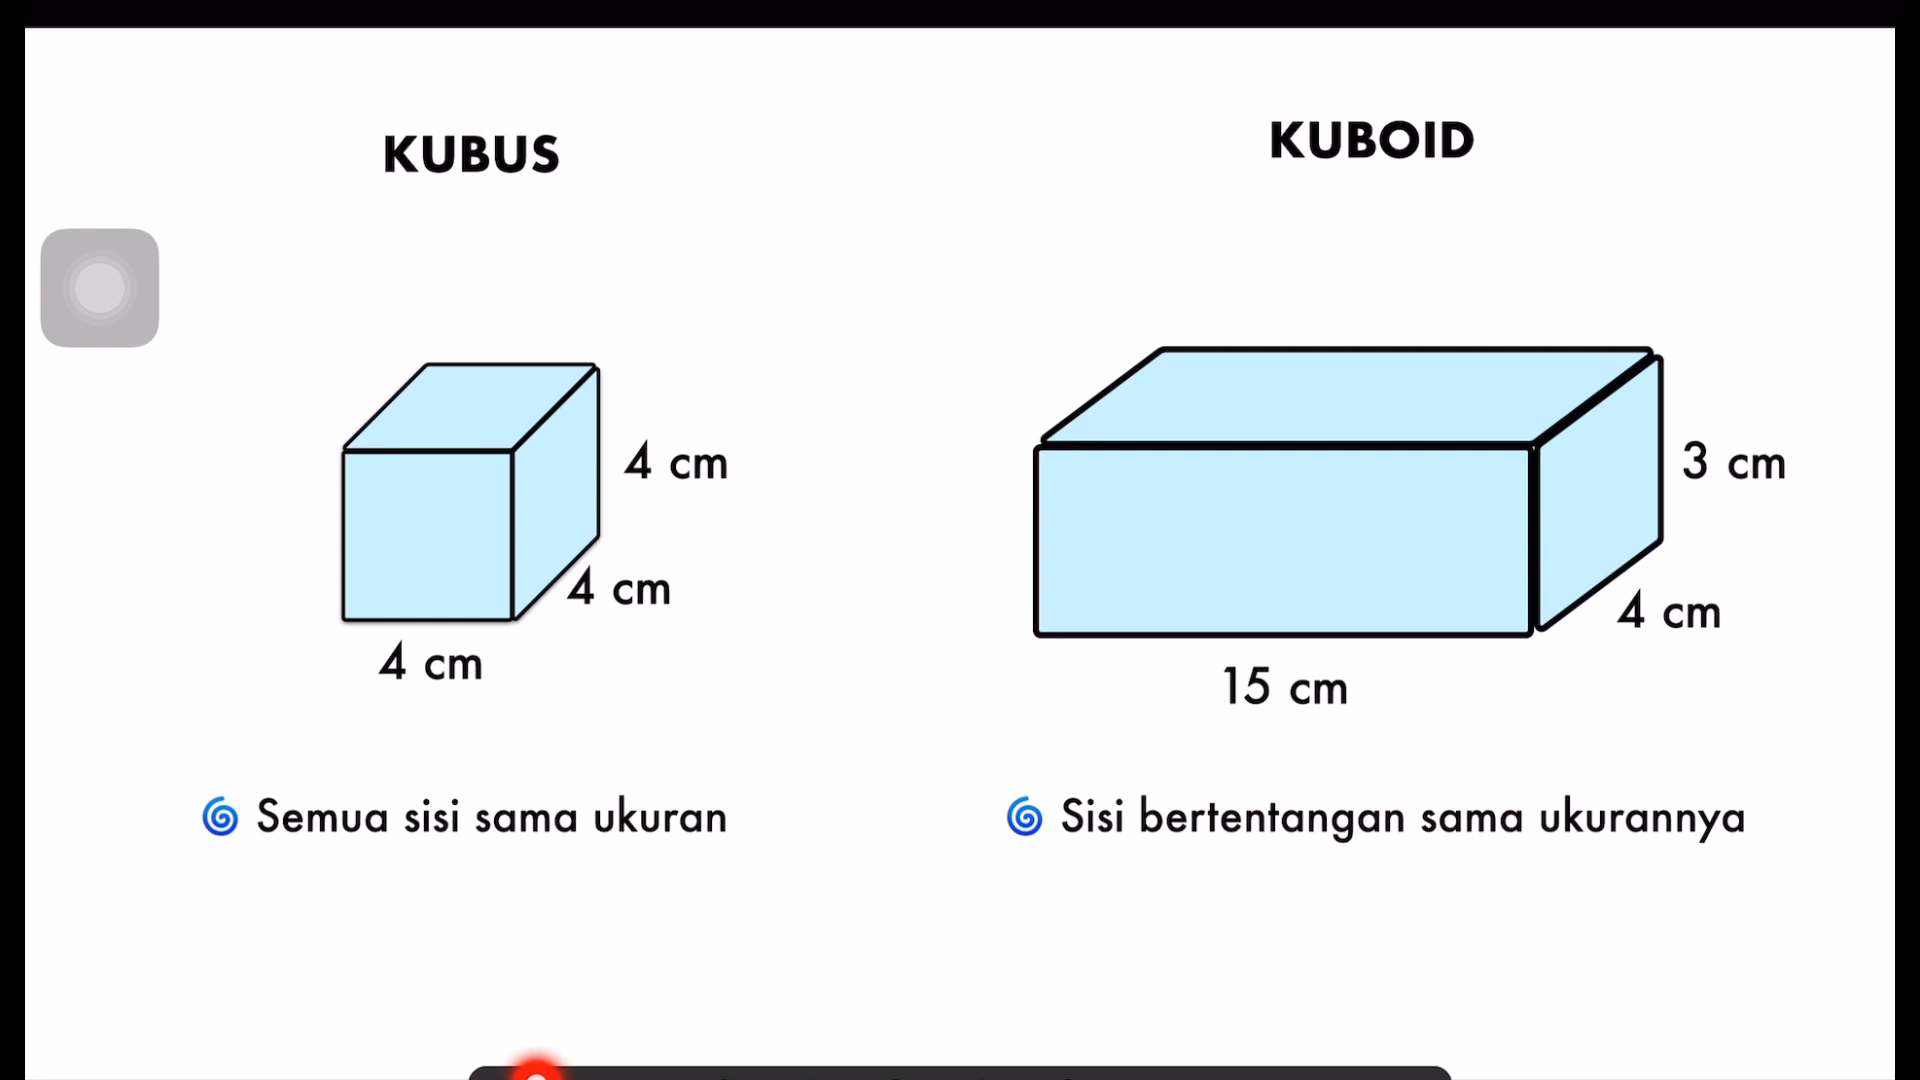 KUBUS
KUBOID
4 cm
4 cm
4 cm
3 cm
4 cm
15 cm
Semua sisi sama ukuran
Sisi bertentangan sama ukurannya